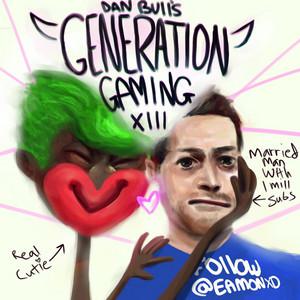 DAN BULL'S
GENERATION
GAMING
XIII
Married
Man
With
1 mill
Subs
Real
Cutie
FOLLOW
@EAMONXD